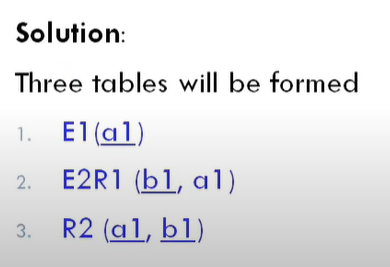 Solution:
Three tables will be formed
1. E1(a1)
2. E2R1 (b1, a1)
3. R2 (a1, b1)